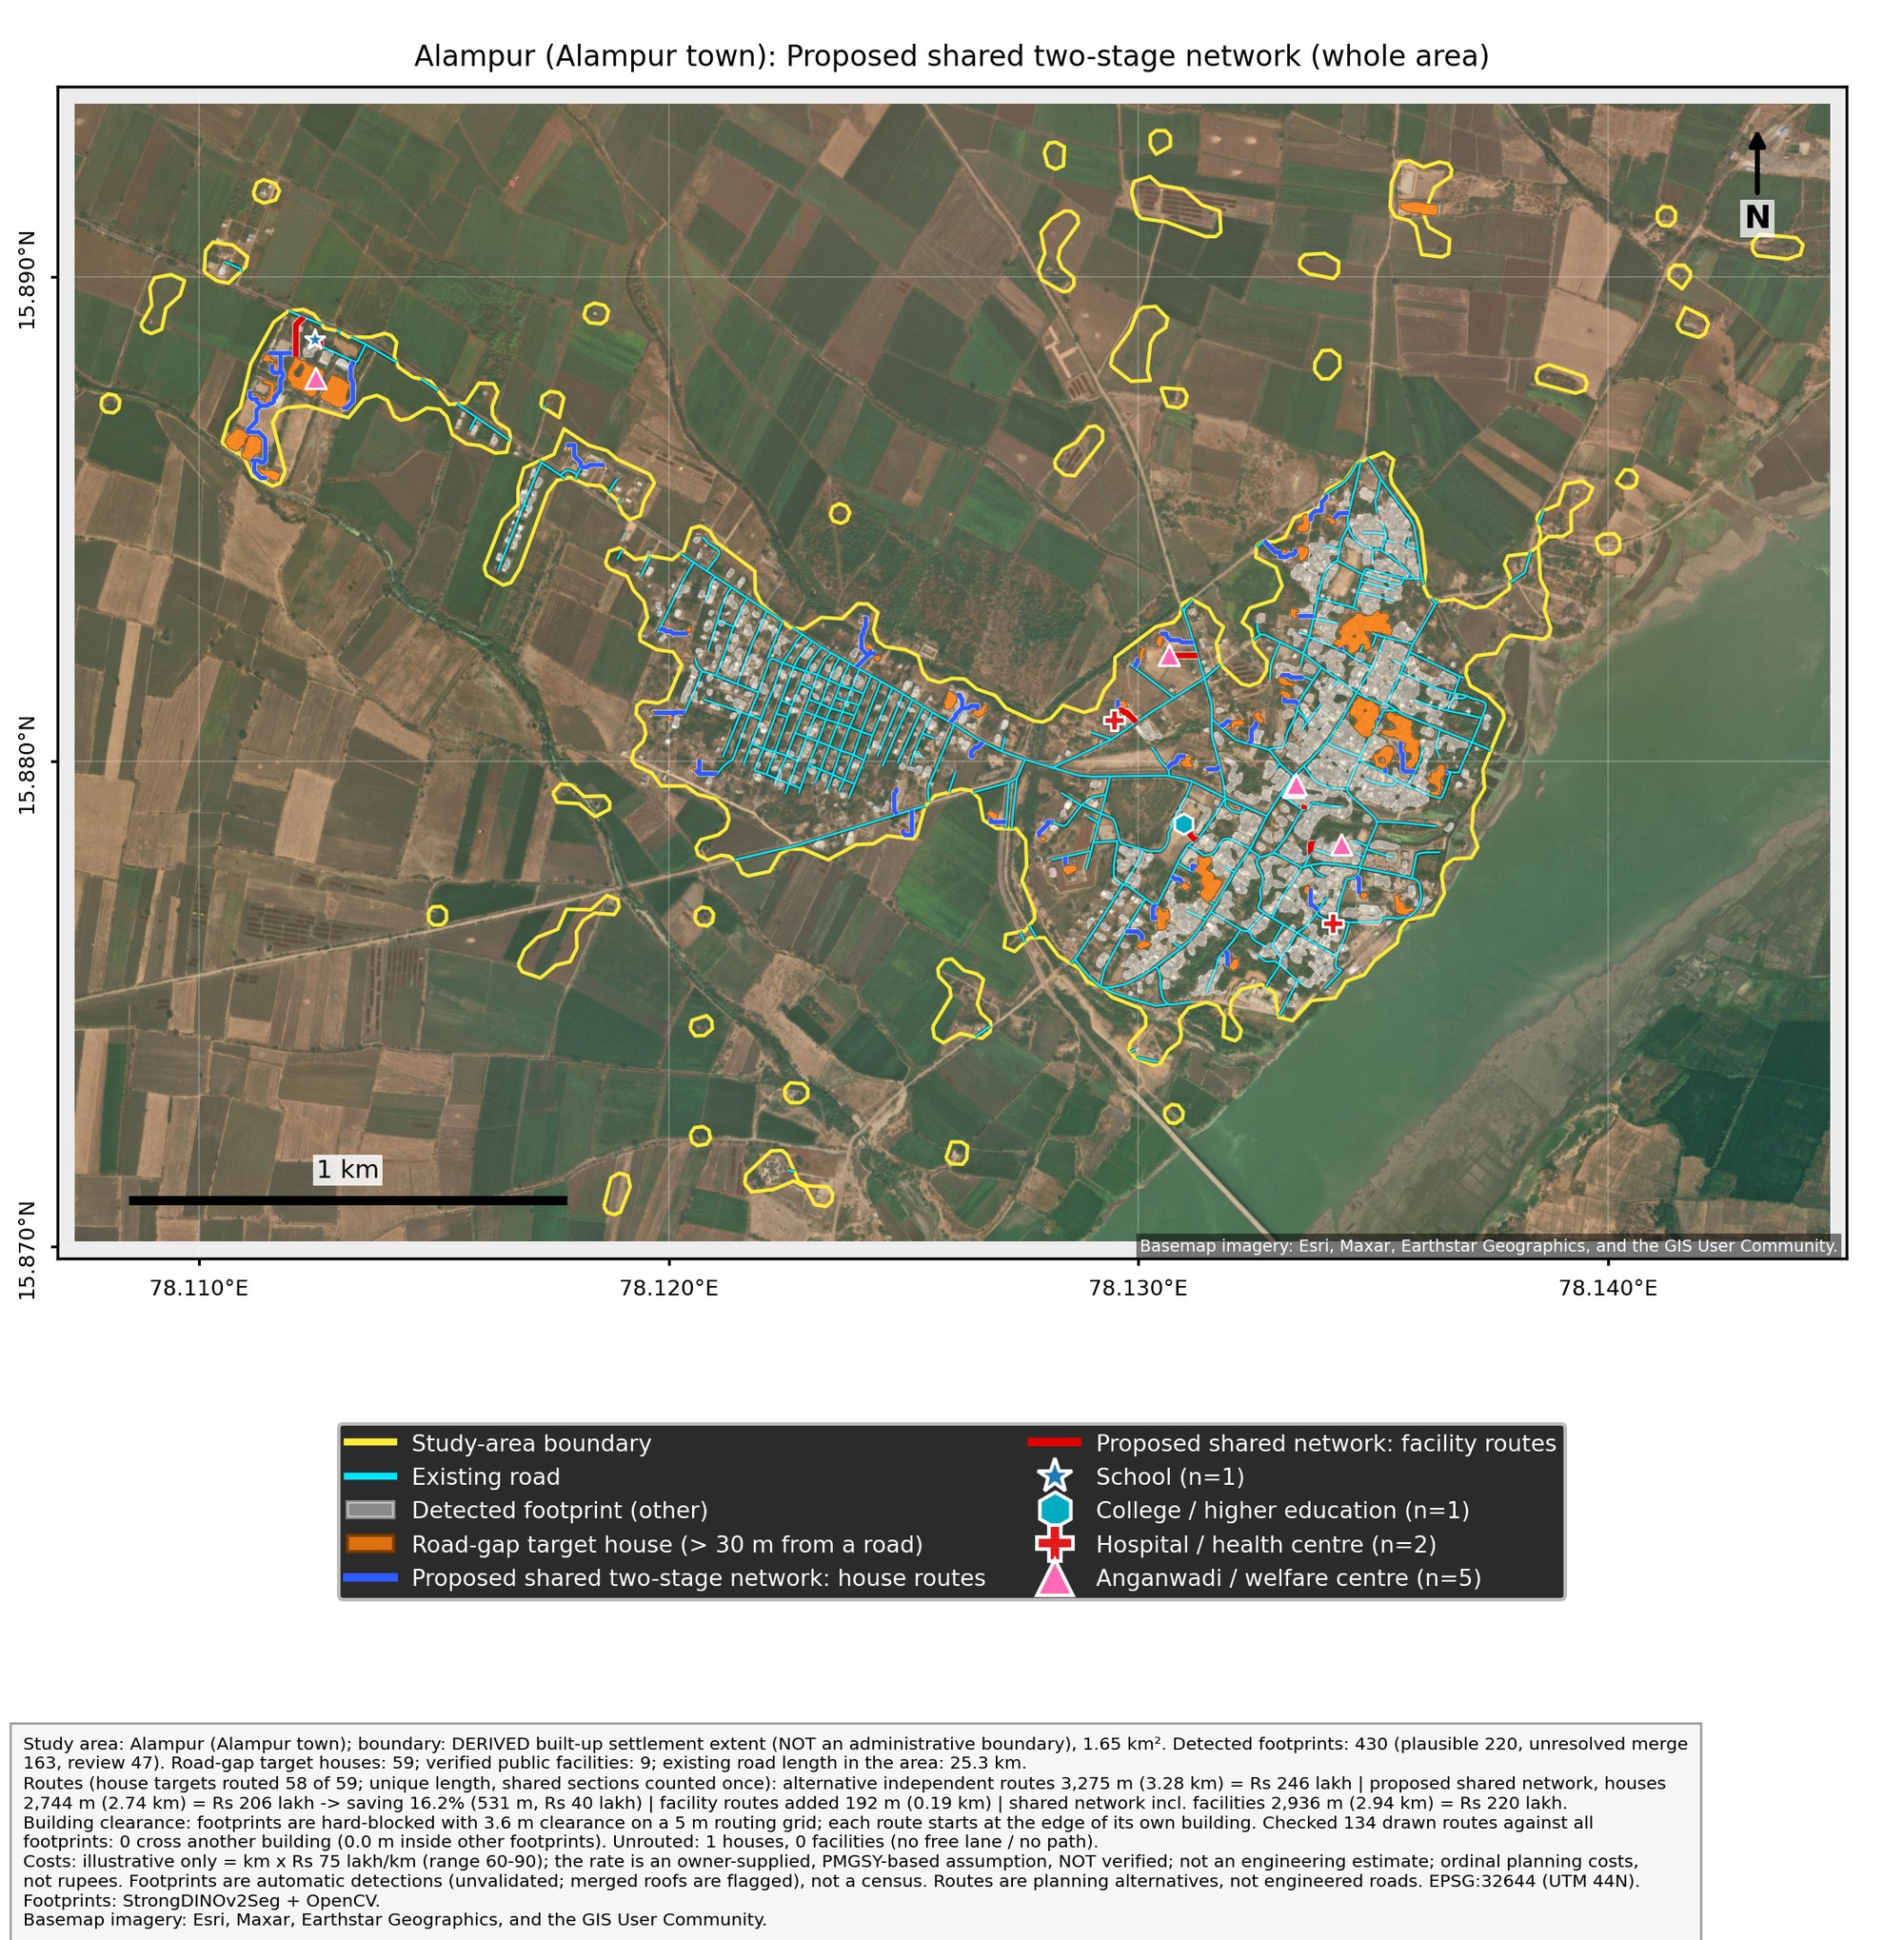 Alampur (Alampur town): Proposed shared two-stage network (whole area)
N
15.890°N
15.880°N
15.870°N
1 km
Basemap imagery: Esri, Maxar, Earthstar Geographics, and the GIS User Community.
78.110°E
78.120°E
78.130°E
78.140°E
Study-area boundary
Existing road
Detected footprint (other)
Road-gap target house (> 30 m from a road)
Proposed shared two-stage network: house routes
Proposed shared network: facility routes
School (n=1)
College / higher education (n=1)
Hospital / health centre (n=2)
Anganwadi / welfare centre (n=5)
Study area: Alampur (Alampur town); boundary: DERIVED built-up settlement extent (NOT an administrative boundary), 1.65 km². Detected footprints: 430 (plausible 220, unresolved merge
163, review 47). Road-gap target houses: 59; verified public facilities: 9; existing road length in the area: 25.3 km.
Routes (house targets routed 58 of 59; unique length, shared sections counted once): alternative independent routes 3,275 m (3.28 km) = Rs 246 lakh | proposed shared network, houses
2,744 m (2.74 km) = Rs 206 lakh -> saving 16.2% (531 m, Rs 40 lakh) | facility routes added 192 m (0.19 km) | shared network incl. facilities 2,936 m (2.94 km) = Rs 220 lakh.
Building clearance: footprints are hard-blocked with 3.6 m clearance on a 5 m routing grid; each route starts at the edge of its own building. Checked 134 drawn routes against all
footprints: 0 cross another building (0.0 m inside other footprints). Unrouted: 1 houses, 0 facilities (no free lane / no path).
Costs: illustrative only = km x Rs 75 lakh/km (range 60-90); the rate is an owner-supplied, PMGSY-based assumption, NOT verified; not an engineering estimate; ordinal planning costs,
not rupees. Footprints are automatic detections (unvalidated; merged roofs are flagged), not a census. Routes are planning alternatives, not engineered roads. EPSG:32644 (UTM 44N).
Footprints: StrongDINOv2Seg + OpenCV.
Basemap imagery: Esri, Maxar, Earthstar Geographics, and the GIS User Community.